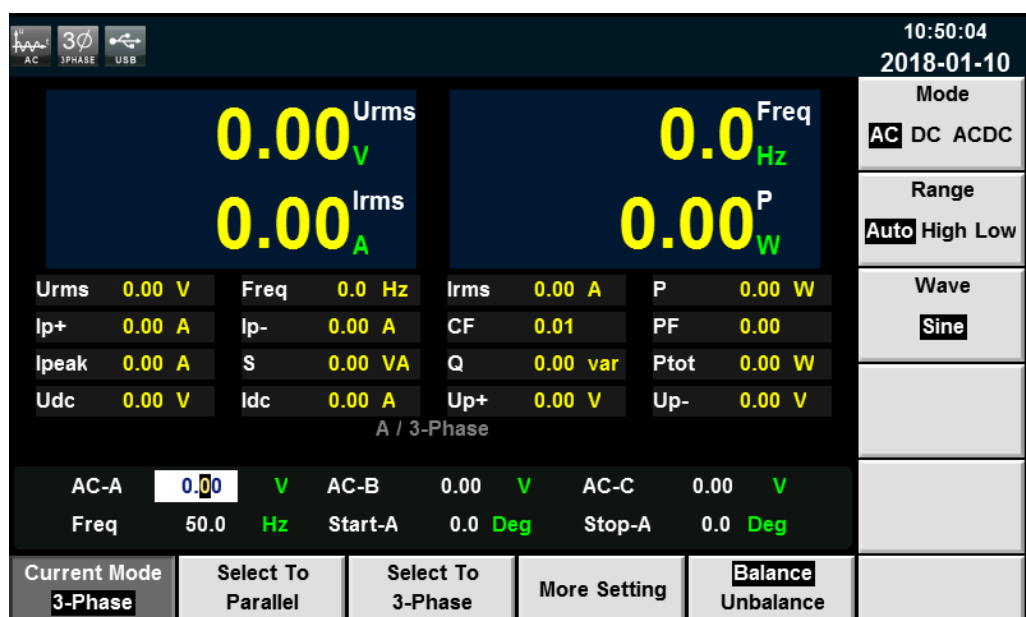 u
t
3Ø
AC 3PHASE USB
10:50:04
2018-01-10
0.00 Urms V
0.0 Freq Hz
0.00 Irms A
0.00 P W
Urms 0.00 V Freq 0.0 Hz Irms 0.00 A P 0.00 W
Ip+ 0.00 A Ip- 0.00 A CF 0.01 PF 0.00
Ipeak 0.00 A S 0.00 VA Q 0.00 var Ptot 0.00 W
Udc 0.00 V Idc 0.00 A Up+ 0.00 V Up- 0.00 V
A / 3-Phase
AC-A 0.00 V AC-B 0.00 V AC-C 0.00 V
Freq 50.0 Hz Start-A 0.0 Deg Stop-A 0.0 Deg
Mode
AC DC ACDC
Range
Auto High Low
Wave
Sine
Current Mode
3-Phase
Select To
Parallel
Select To
3-Phase
More Setting
Balance
Unbalance